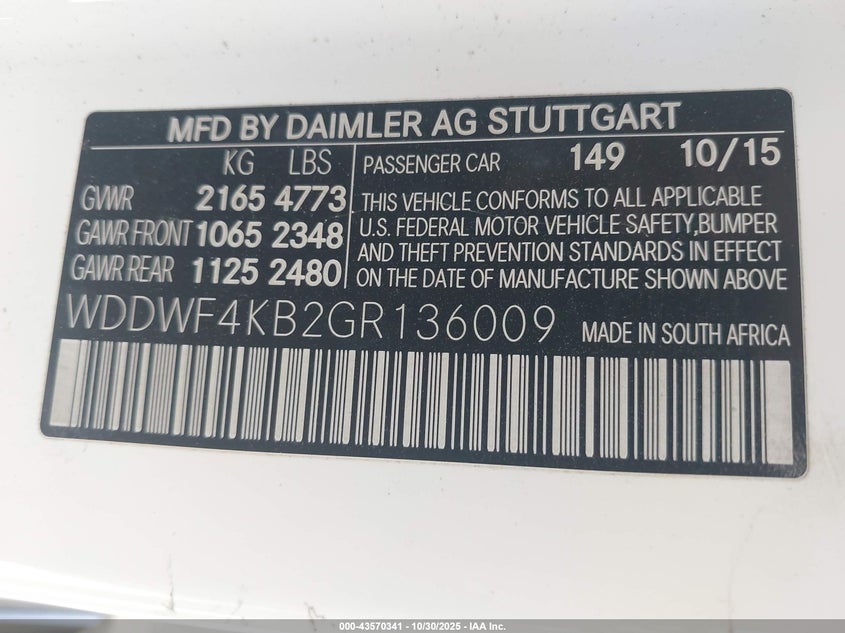 MFD BY DAIMLER AG STUTTGART
KG LBS
GVWR 2165 4773
GAWR FRONT 1065 2348
GAWR REAR 1125 2480
PASSENGER CAR 149 10/15
THIS VEHICLE CONFORMS TO ALL APPLICABLE
U.S. FEDERAL MOTOR VEHICLE SAFETY,BUMPER
AND THEFT PREVENTION STANDARDS IN EFFECT
ON THE DATE OF MANUFACTURE SHOWN ABOVE
WDDWF4KB2GR136009 MADE IN SOUTH AFRICA
000-43570341 | 10/30/2025 - IAA Inc.